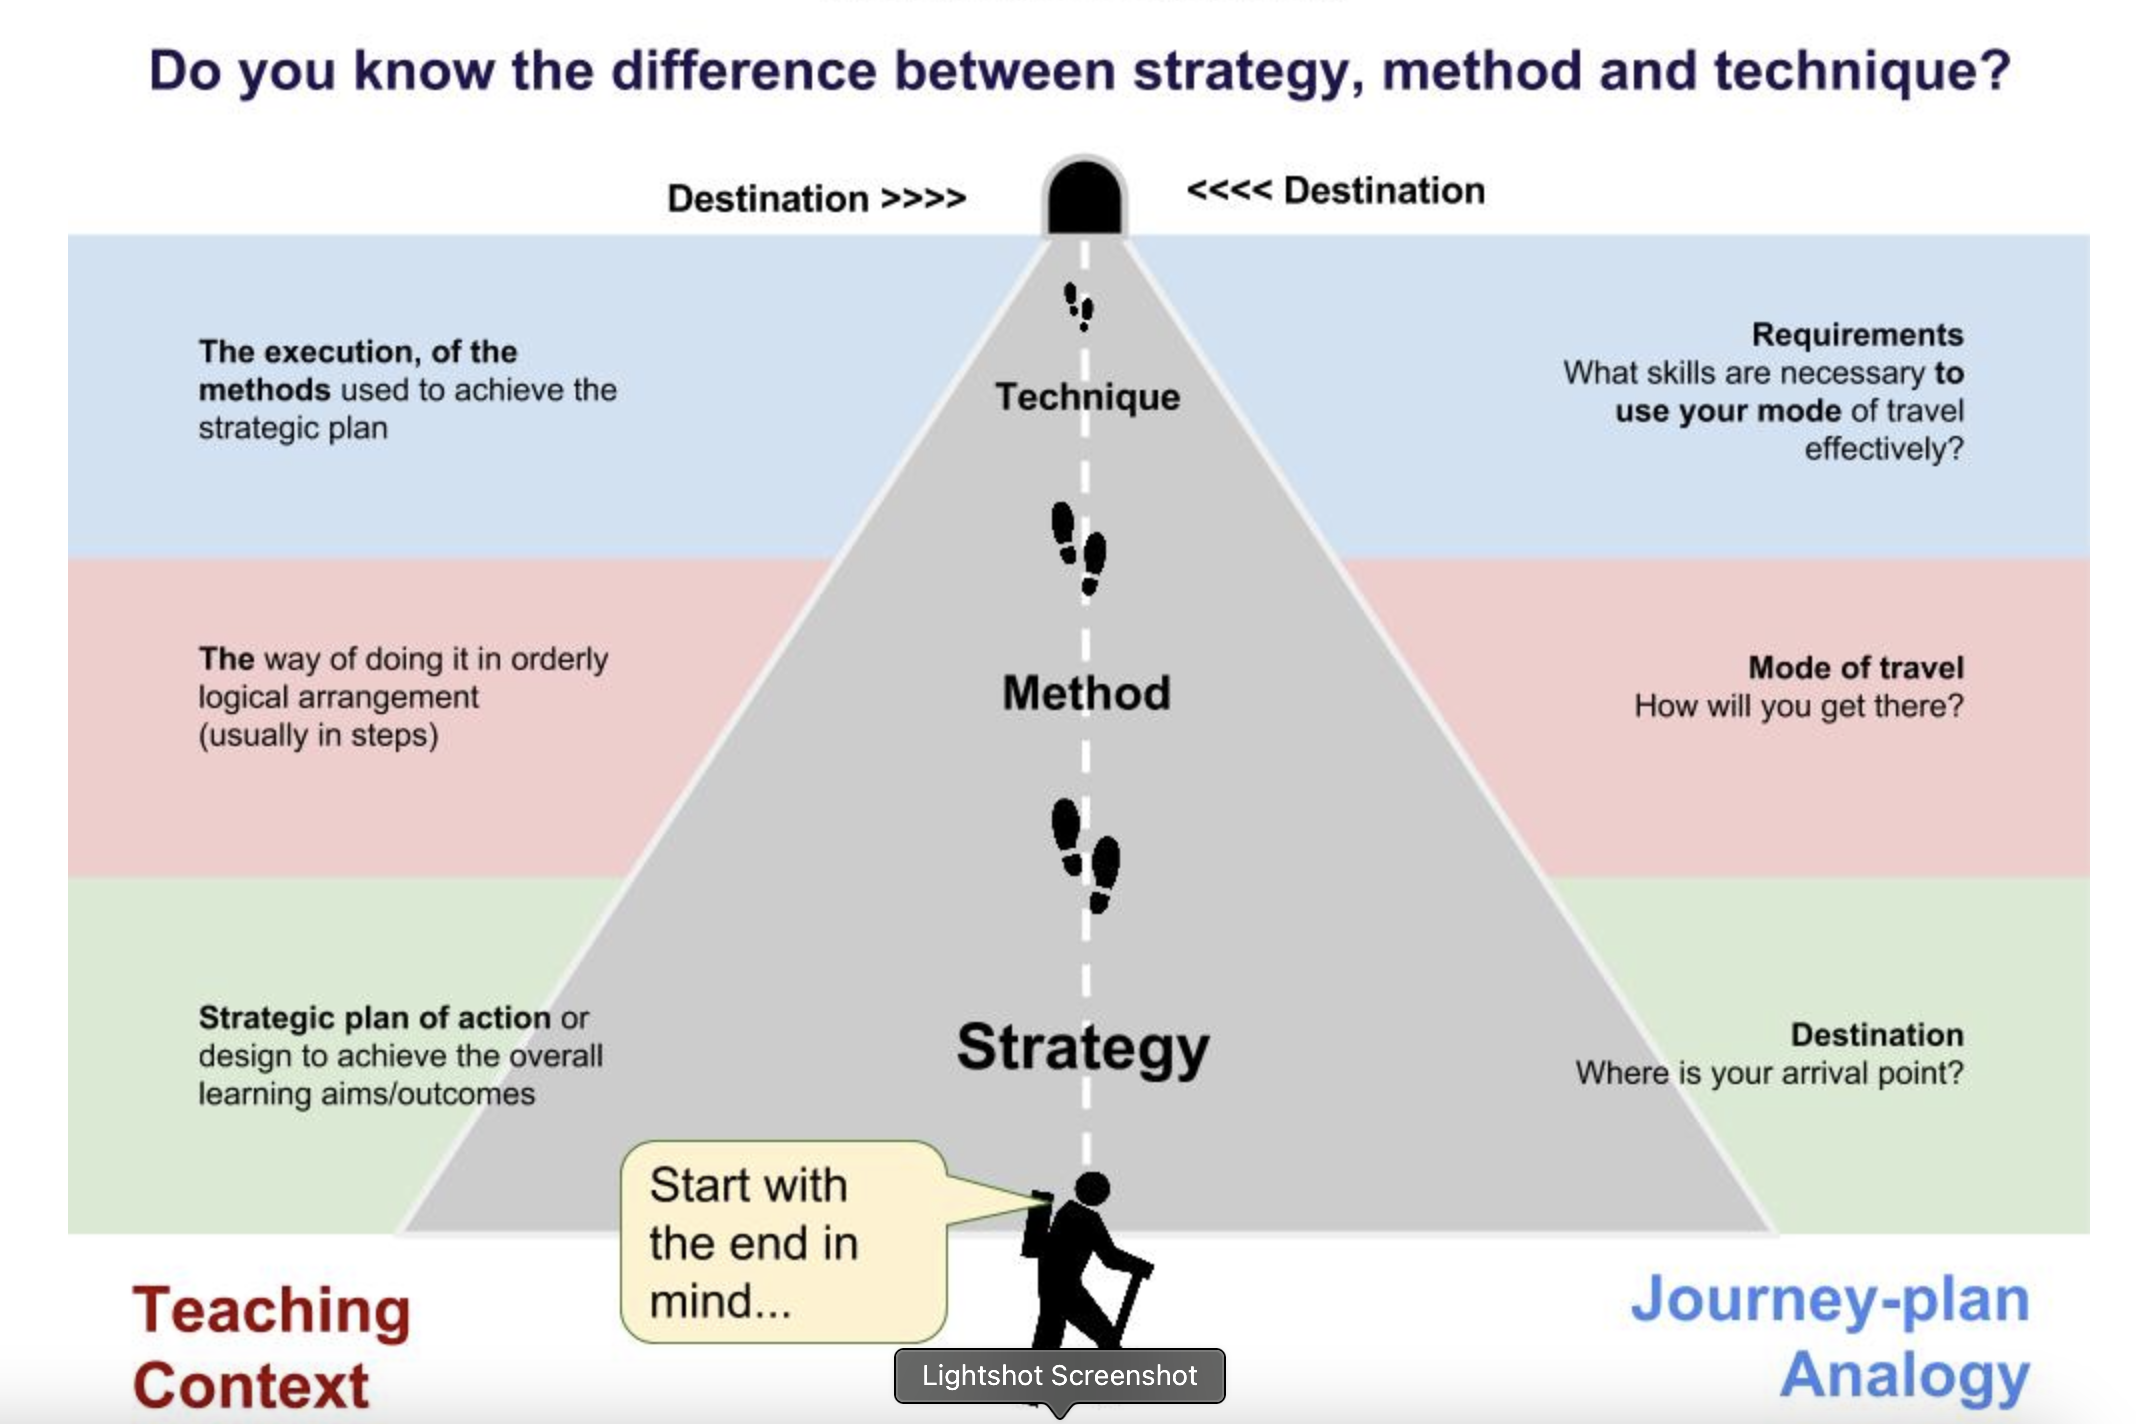 Do you know the difference between strategy, method and technique?
Destination >>>>
<<<< Destination
The execution, of the
methods used to achieve the
strategic plan
Technique
Requirements
What skills are necessary to
use your mode of travel
effectively?
The way of doing it in orderly
logical arrangement
(usually in steps)
Method
Mode of travel
How will you get there?
Strategic plan of action or
design to achieve the overall
learning aims/outcomes
Strategy
Destination
Where is your arrival point?
Start with
the end in
mind...
Teaching
Context
Journey-plan
Analogy
Lightshot Screenshot